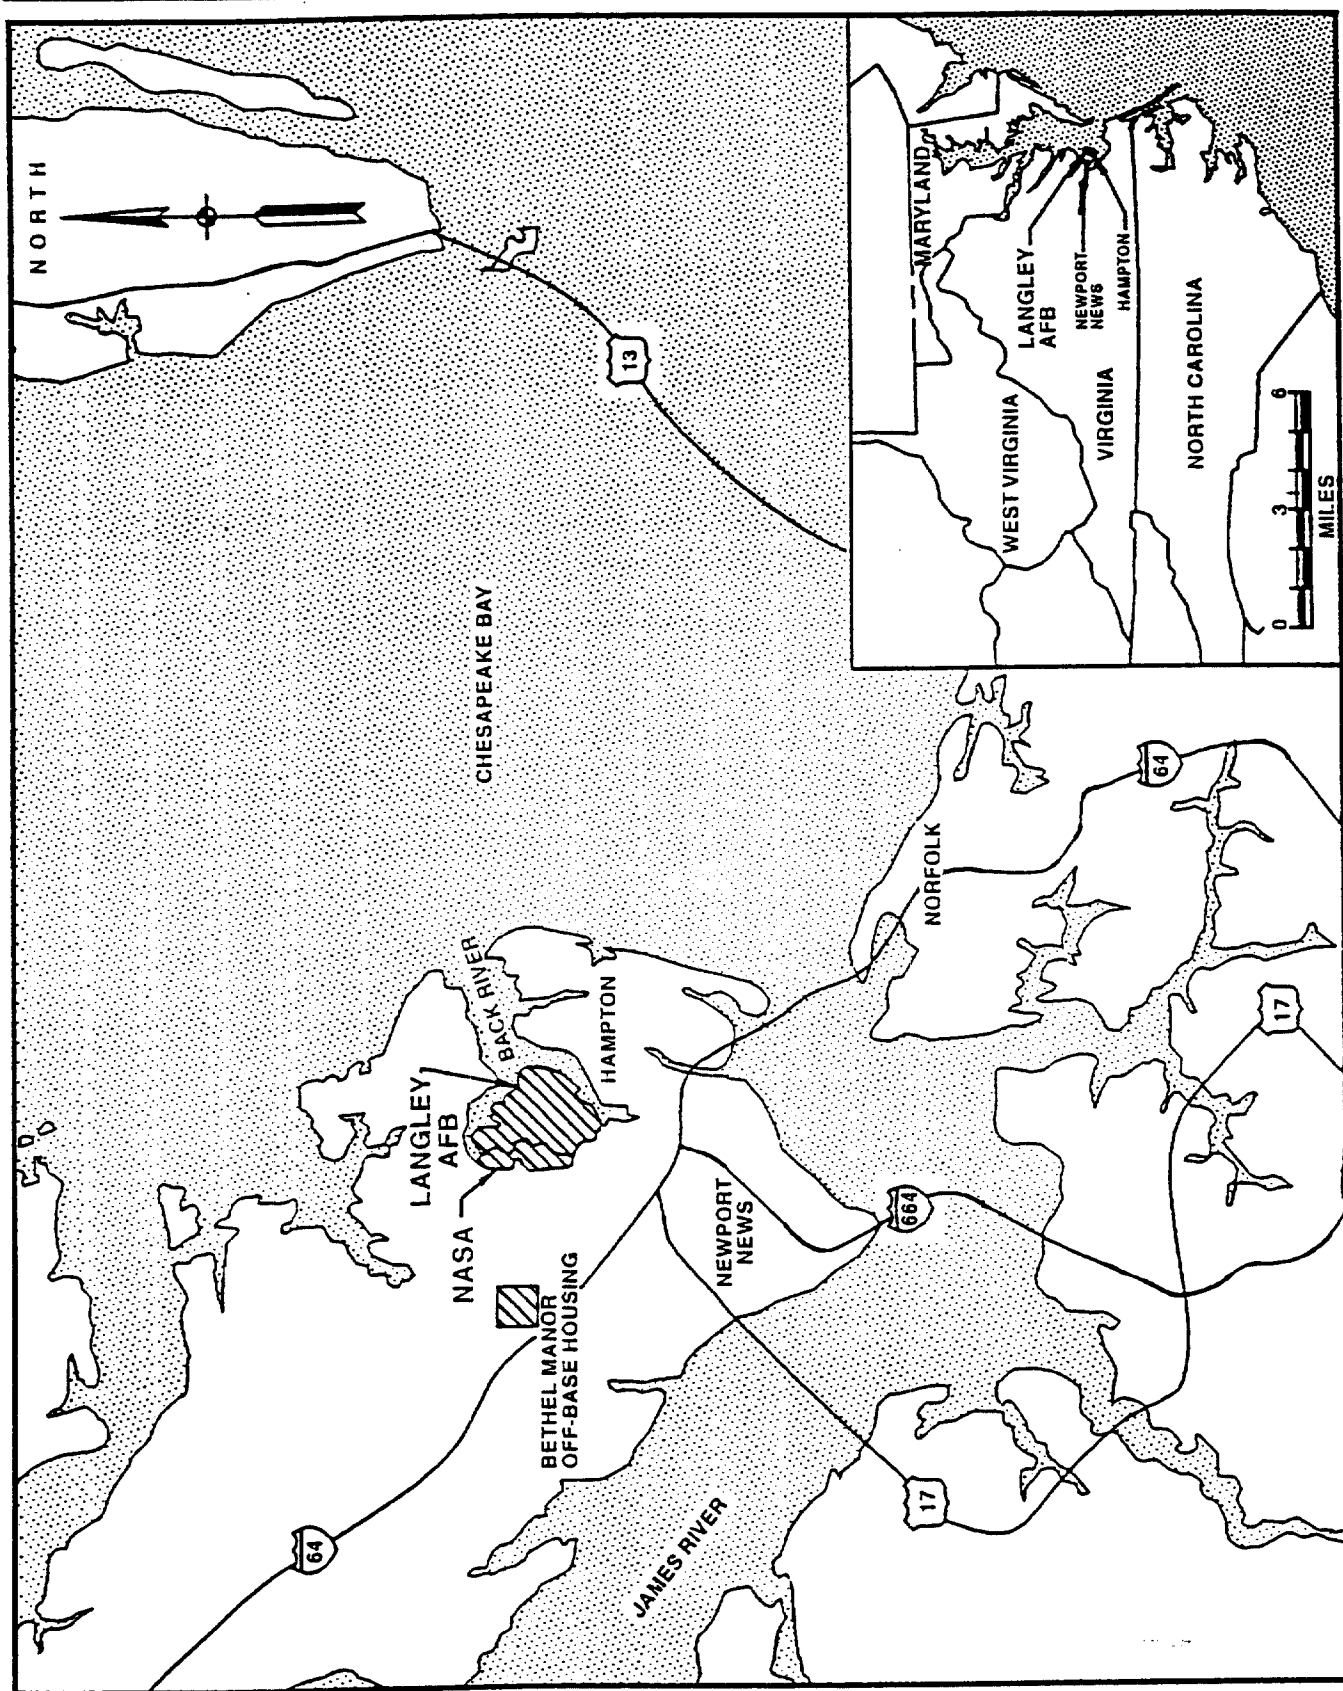 NORTH
13
CHESAPEAKE BAY
BACK RIVER
HAMPTON
LANGLEY
AFB
NASA
BETHEL MANOR
OFF-BASE HOUSING
NEWPORT
NEWS
NORFOLK
64
64
664
17
17
JAMES RIVER
MARYLAND
WEST VIRGINIA
VIRGINIA
LANGLEY
AFB
NEWPORT
NEWS
HAMPTON
NORTH CAROLINA
0 3 6
MILES